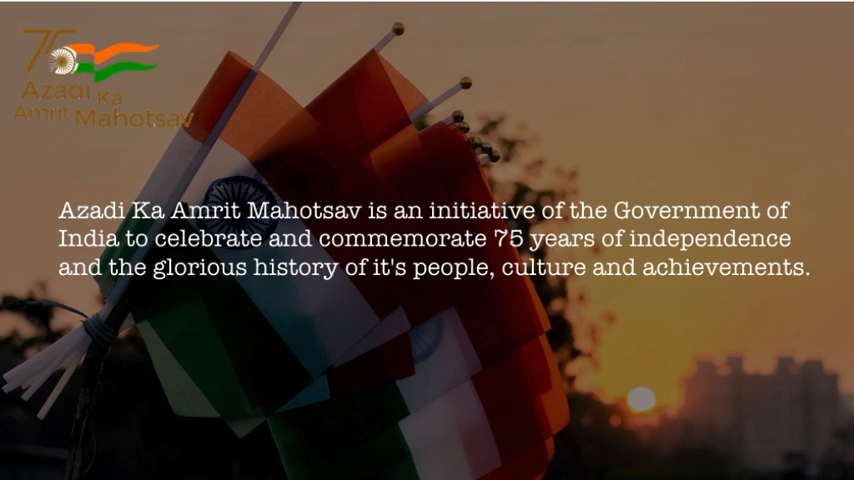 75
Azadi Ka
Amrit Mahotsav
Azadi Ka Amrit Mahotsav is an initiative of the Government of
India to celebrate and commemorate 75 years of independence
and the glorious history of it's people, culture and achievements.